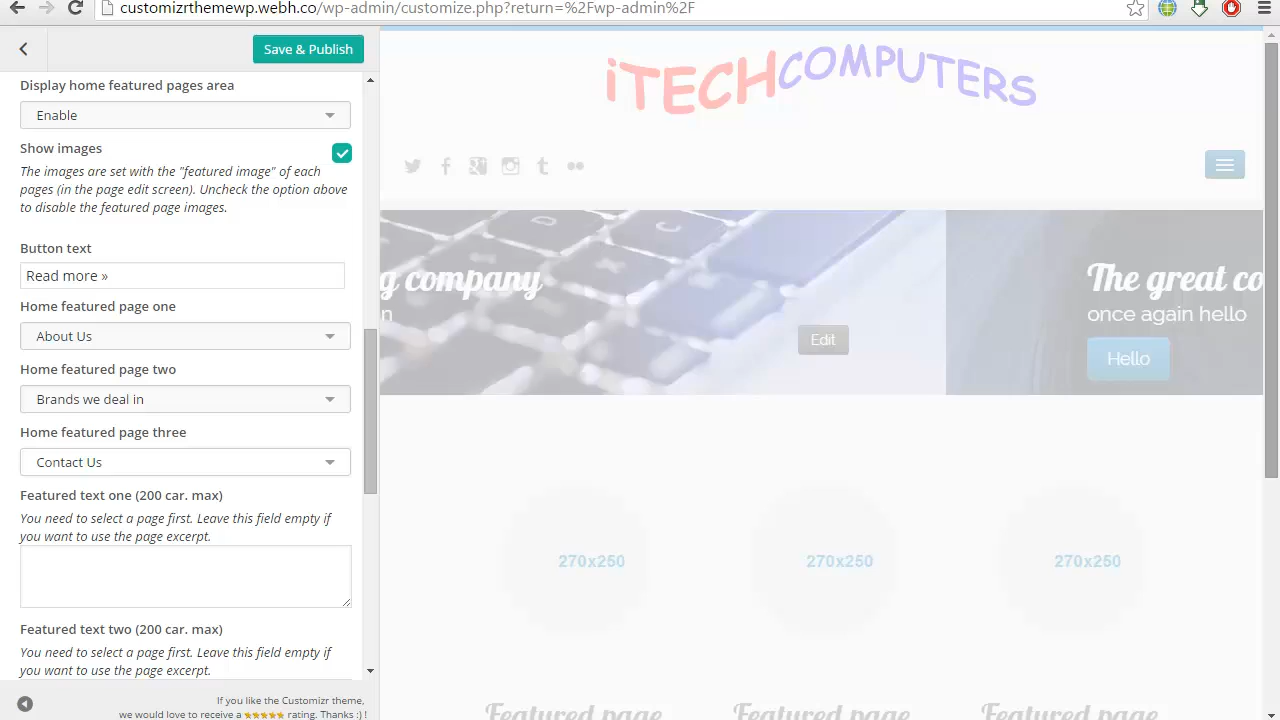 customizrthemewp.webh.co/wp-admin/customize.php?return=%2Fwp-admin%2F
Save & Publish
Display home featured pages area
Enable
Show images
The images are set with the "featured image" of each
pages (in the page edit screen). Uncheck the option above
to disable the featured page images.
Button text
Read more »
Home featured page one
About Us
Home featured page two
Brands we deal in
Home featured page three
Contact Us
Featured text one (200 car. max)
You need to select a page first. Leave this field empty if
you want to use the page excerpt.
Featured text two (200 car. max)
You need to select a page first. Leave this field empty if
you want to use the page excerpt.
If you like the Customizr theme,
we would love to receive a ★★★★★ rating. Thanks :) !
iTECHCOMPUTERS
g company
n
Edit
The great co
once again hello
Hello
270x250
270x250
270x250
Featured page
Featured page
Featured page